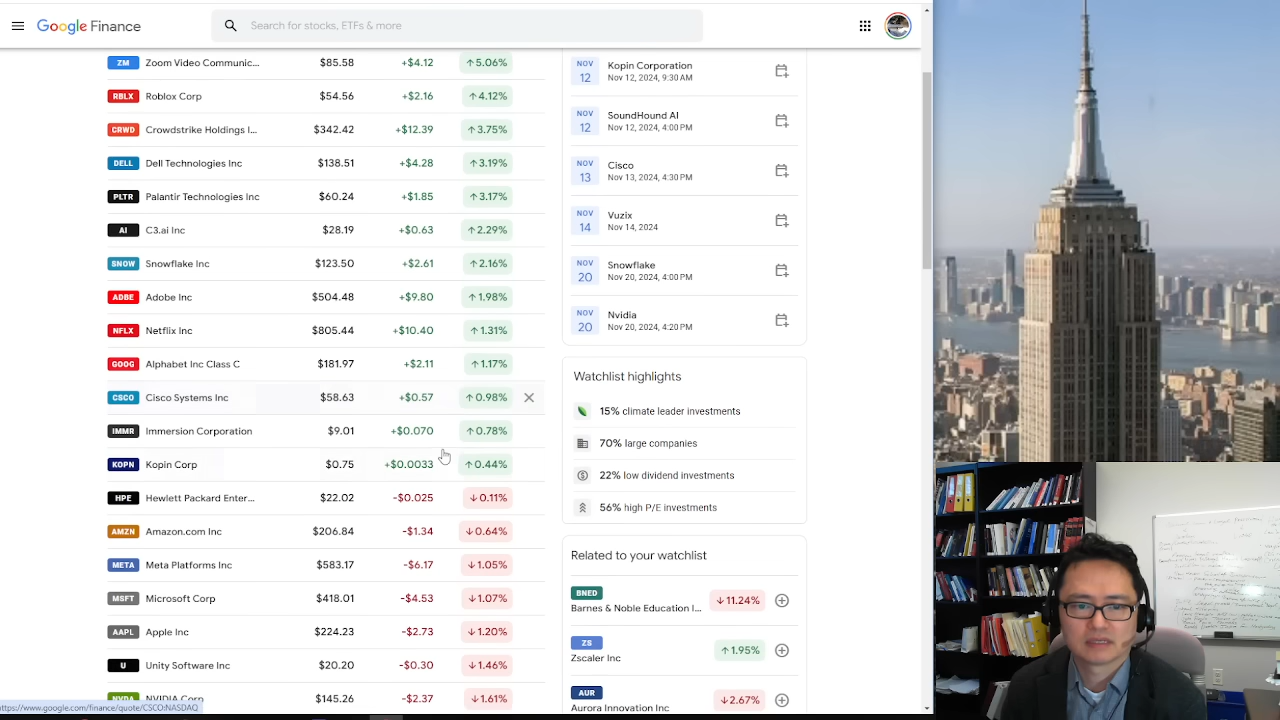 Google Finance
Search for stocks, ETFs & more
ZM Zoom Video Communic... $85.58 +$4.12 ↑5.06%
RBLX Roblox Corp $54.56 +$2.16 ↑4.12%
CRWD Crowdstrike Holdings I... $342.42 +$12.39 ↑3.75%
DELL Dell Technologies Inc $138.51 +$4.28 ↑3.19%
PLTR Palantir Technologies Inc $60.24 +$1.85 ↑3.17%
AI C3.ai Inc $28.19 +$0.63 ↑2.29%
SNOW Snowflake Inc $123.50 +$2.61 ↑2.16%
ADBE Adobe Inc $504.48 +$9.80 ↑1.98%
NFLX Netflix Inc $805.44 +$10.40 ↑1.31%
GOOG Alphabet Inc Class C $181.97 +$2.11 ↑1.17%
CSCO Cisco Systems Inc $58.63 +$0.57 ↑0.98%
IMMR Immersion Corporation $9.01 +$0.070 ↑0.78%
KOPN Kopin Corp $0.75 +$0.0033 ↑0.44%
HPE Hewlett Packard Enter... $22.02 -$0.025 ↓0.11%
AMZN Amazon.com Inc $206.84 -$1.34 ↓0.64%
META Meta Platforms Inc $583.17 -$6.17
MSFT Microsoft Corp $418.01 -$4.53 ↓1.07%
AAPL Apple Inc $224.23 -$2.73 ↓1.20%
U Unity Software Inc $20.20 -$0.30 ↓1.46%
NVDA NVIDIA Corp $145.26 -$2.37 ↓1.61%
https://www.google.com/finance/quote/CSCO:NASDAQ
NOV
12
Kopin Corporation
Nov 12, 2024, 9:30 AM
NOV
12
SoundHound AI
Nov 12, 2024, 4:00 PM
NOV
13
Cisco
Nov 13, 2024, 4:30 PM
NOV
14
Vuzix
Nov 14, 2024
NOV
20
Snowflake
Nov 20, 2024, 4:00 PM
NOV
20
Nvidia
Nov 20, 2024, 4:20 PM
Watchlist highlights
15% climate leader investments
70% large companies
22% low dividend investments
56% high P/E investments
Related to your watchlist
BNED
Barnes & Noble Education I... ↓11.24%
ZS
Zscaler Inc ↑1.95%
AUR
Aurora Innovation Inc ↓2.67%